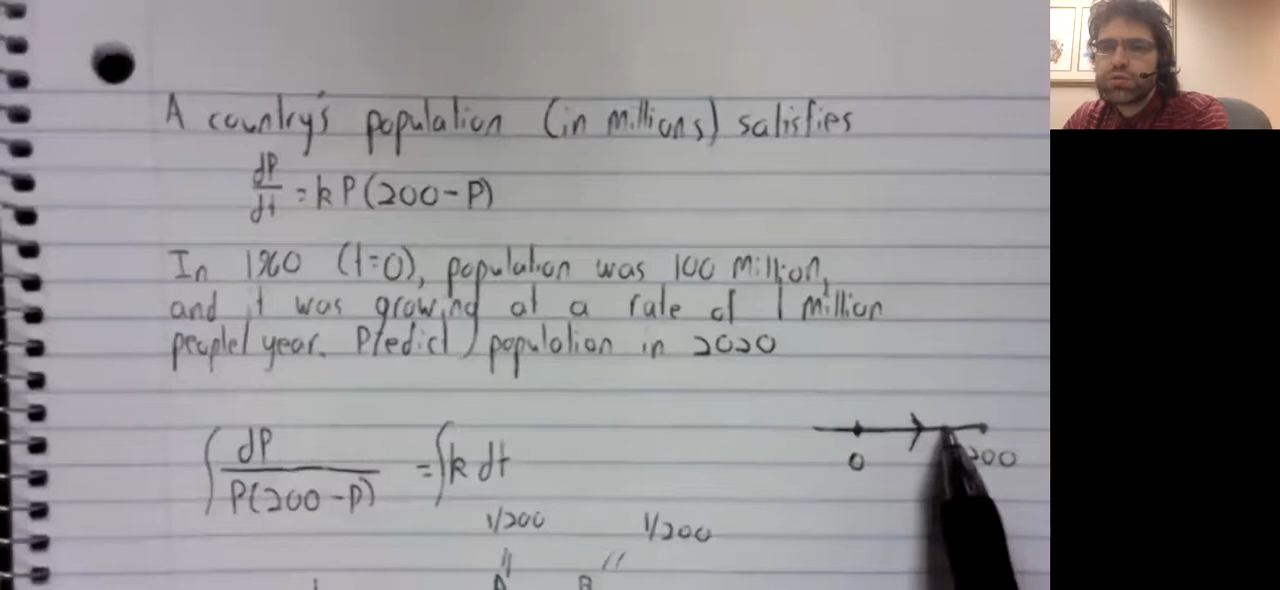 A country's population (in millions) satisfies
dP/dt = kP(200-P)
In 1960 (t=0), population was 100 million,
and it was growing at a rate of 1 million
people/year. Predict population in 2020
∫ dP/P(200-P) = ∫k dt
0 200
1/200 1/200
" "
A B